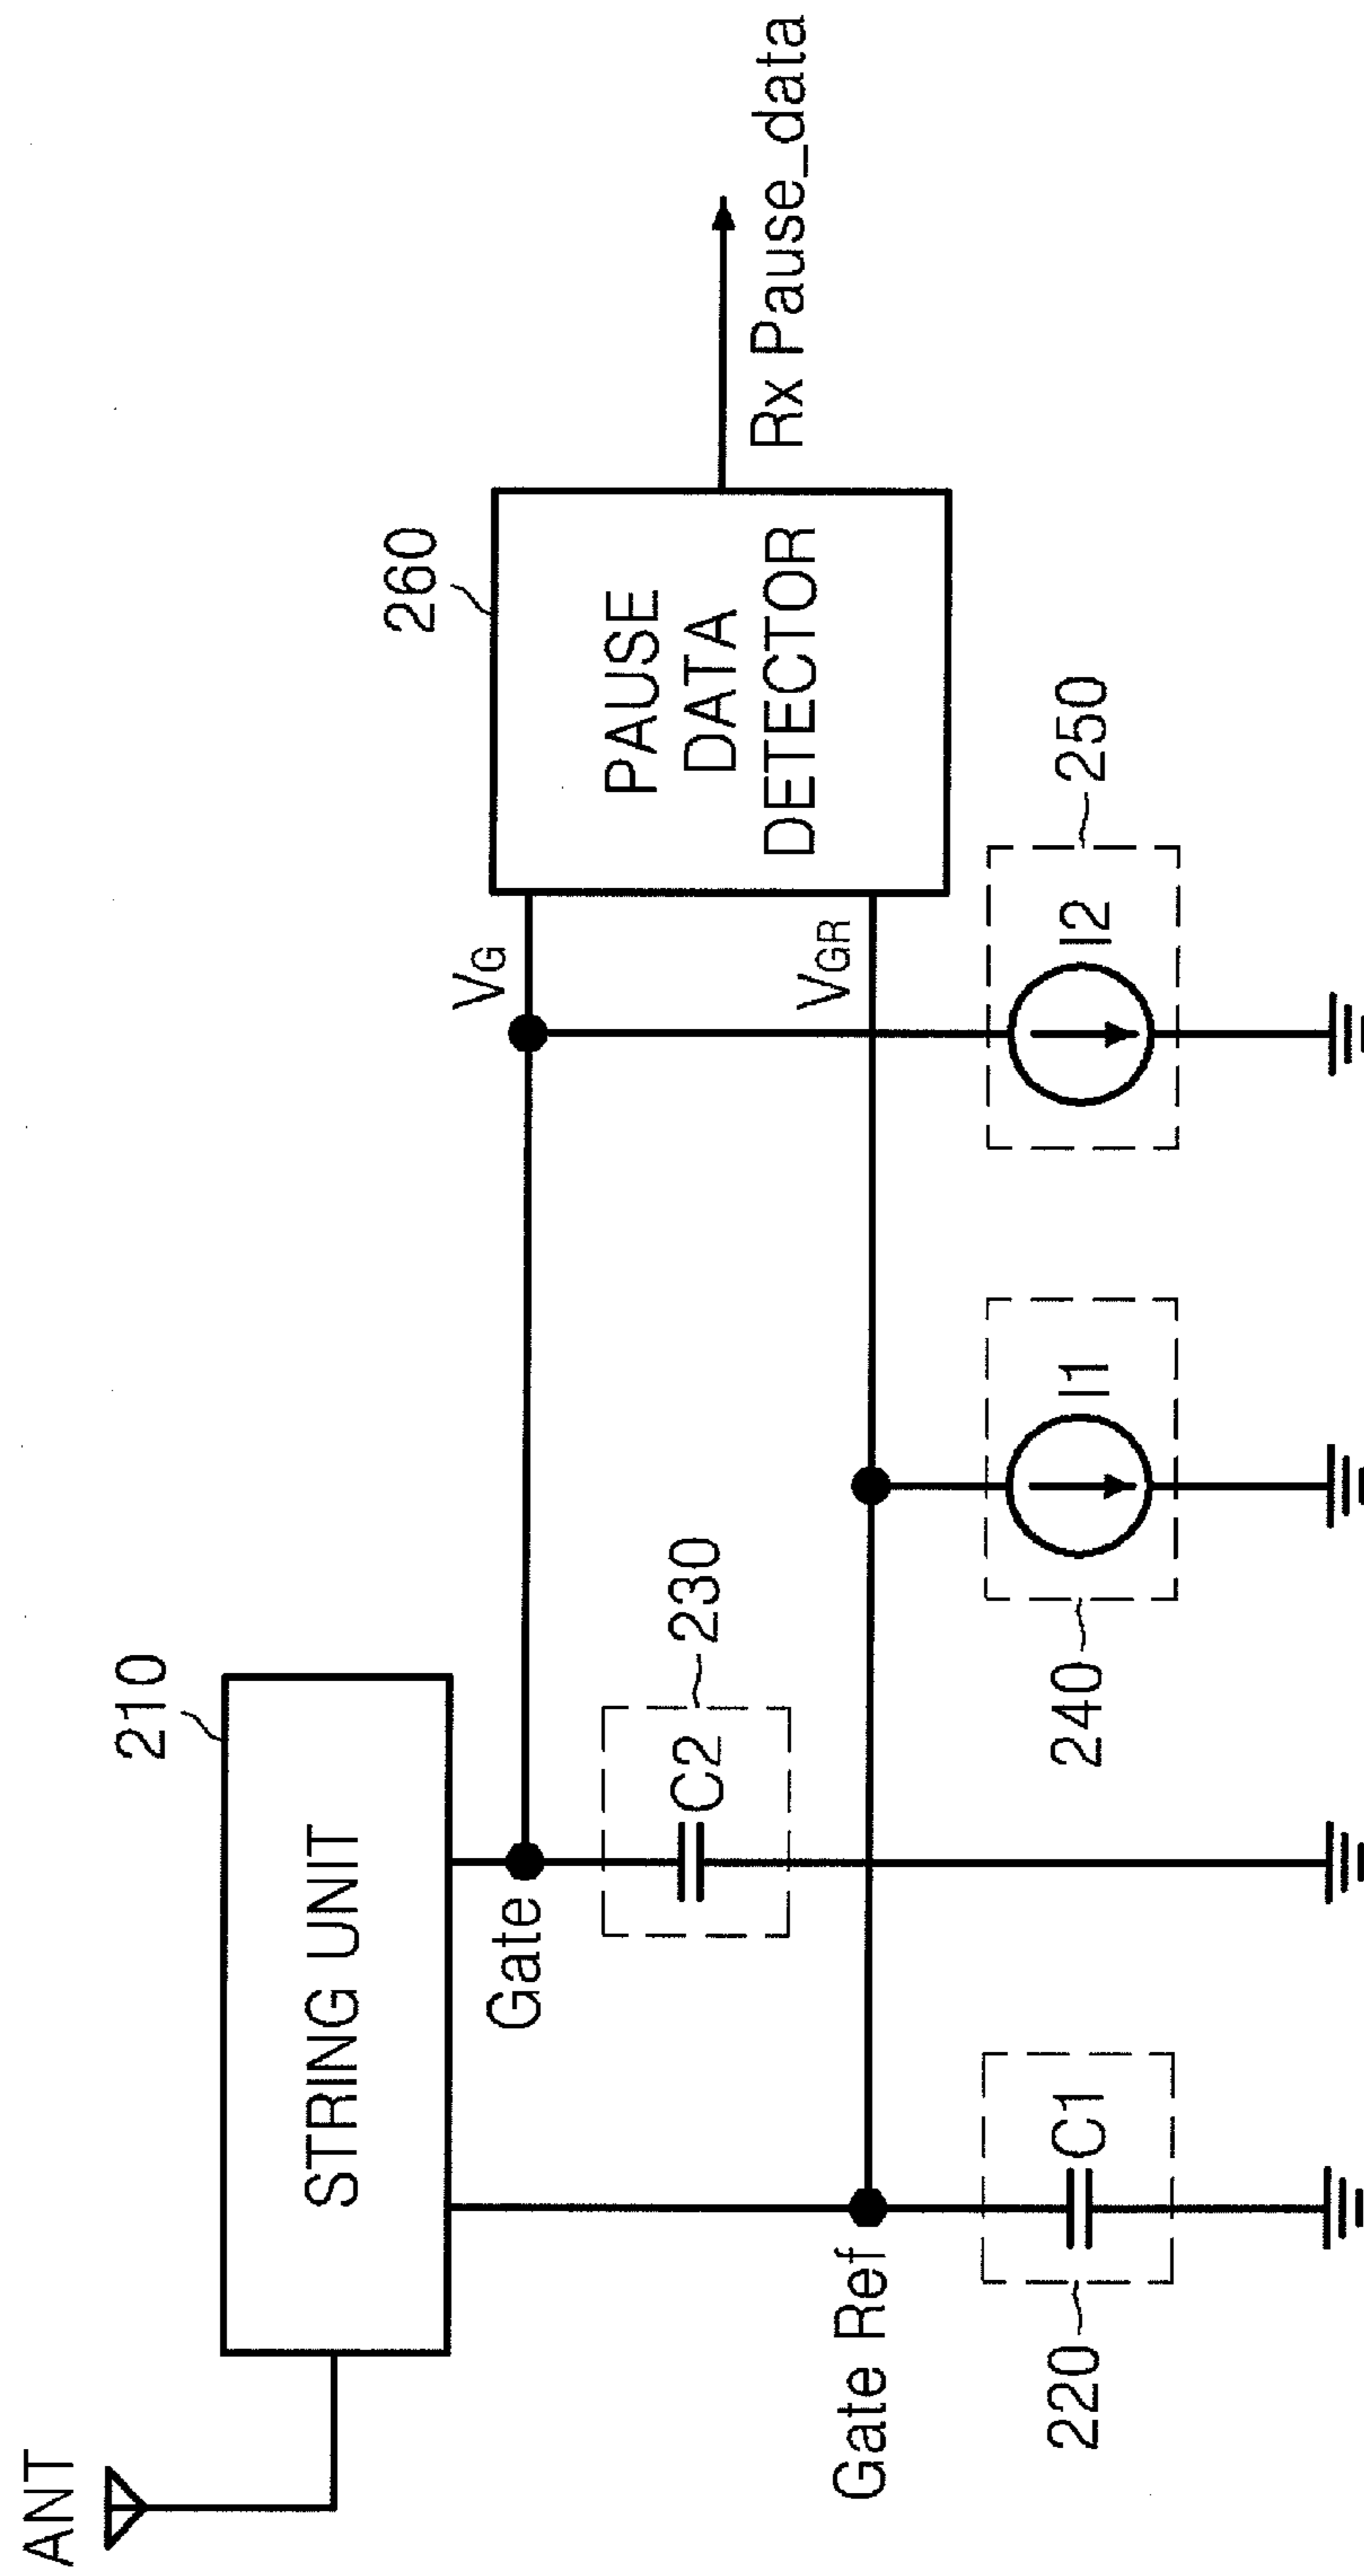 ANT
210
STRING UNIT
Gate
C2
230
Gate Ref
220
C1
240
I1
250
I2
VG
VGR
260
PAUSE
DATA
DETECTOR
Rx Pause_data